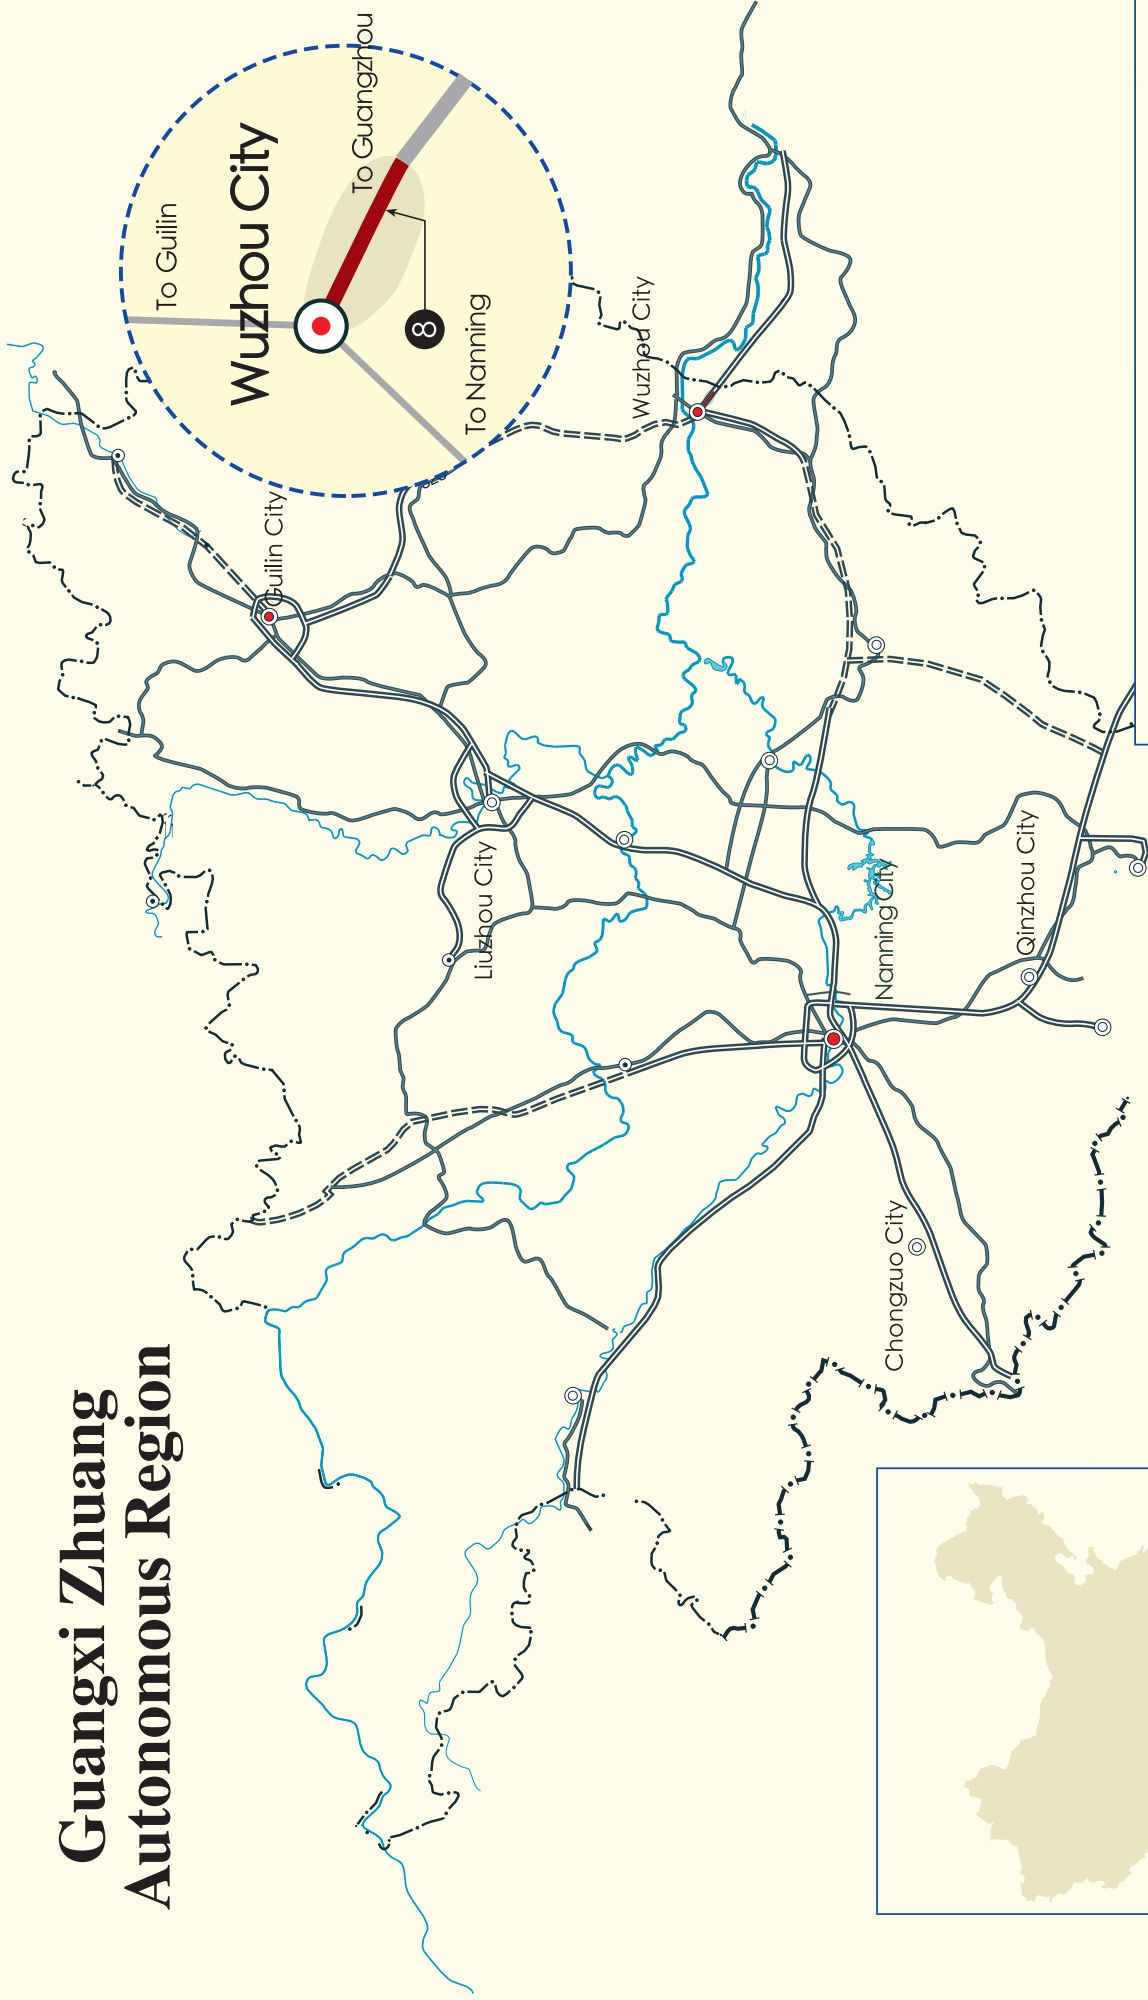 Guangxi Zhuang
Autonomous Region
To Guilin
Wuzhou City
To Guangzhou
8
To Nanning
Guilin City
Wuzhou City
Liuzhou City
Nanning City
Qinzhou City
Chongzuo City